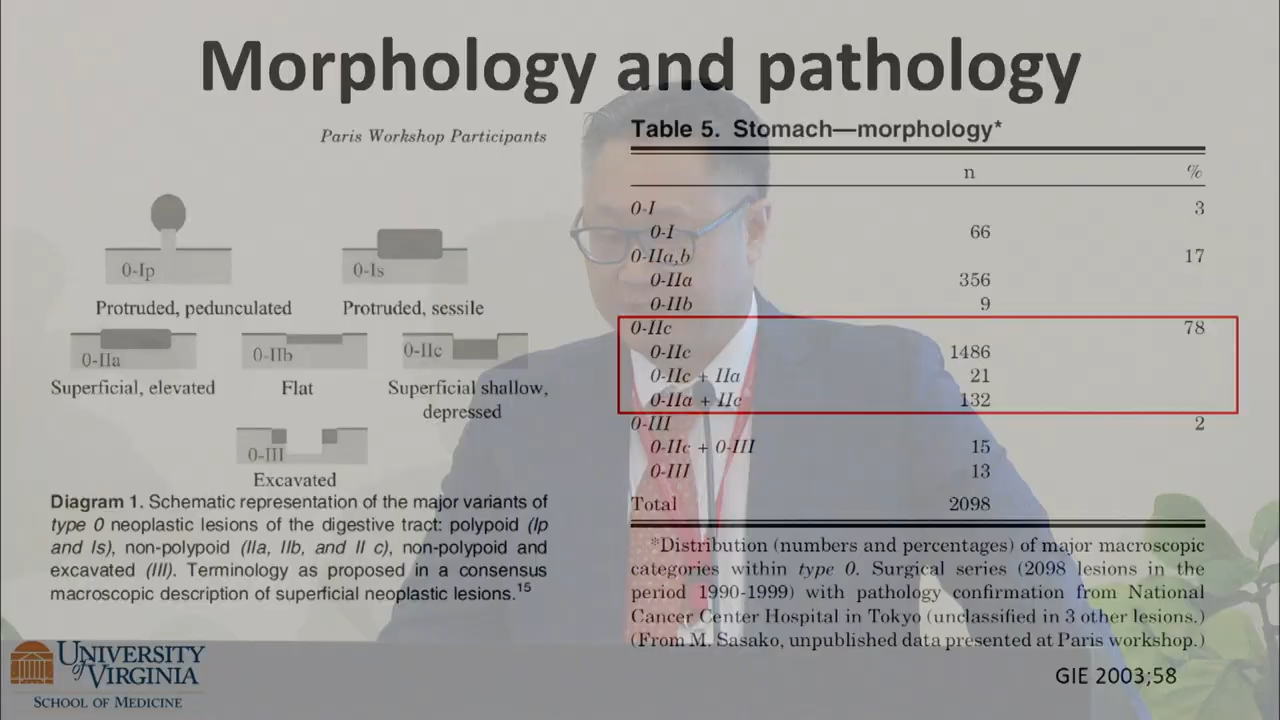 Morphology and pathology
Paris Workshop Participants
0-Ip
0-Is
Protruded, pedunculated
Protruded, sessile
0-IIa
0-IIb
0-IIc
Superficial, elevated
Flat
Superficial shallow,
depressed
0-III
Excavated
Diagram 1. Schematic representation of the major variants of
type 0 neoplastic lesions of the digestive tract: polypoid (Ip
and Is), non-polypoid (IIa, IIb, and II c), non-polypoid and
excavated (III). Terminology as proposed in a consensus
macroscopic description of superficial neoplastic lesions.15
Table 5. Stomach—morphology*
n %
0-I 3
0-I 66
0-IIa,b 17
0-IIa 356
0-IIb 9
0-IIc 78
0-IIc 1486
0-IIc + IIa 21
0-IIa + IIc 132
0-III 2
0-IIc + 0-III 15
0-III 13
Total 2098
*Distribution (numbers and percentages) of major macroscopic
categories within type 0. Surgical series (2098 lesions in the
period 1990-1999) with pathology confirmation from National
Cancer Center Hospital in Tokyo (unclassified in 3 other lesions.)
(From M. Sasako, unpublished data presented at Paris workshop.)
GIE 2003;58
UNIVERSITY
of VIRGINIA
SCHOOL OF MEDICINE